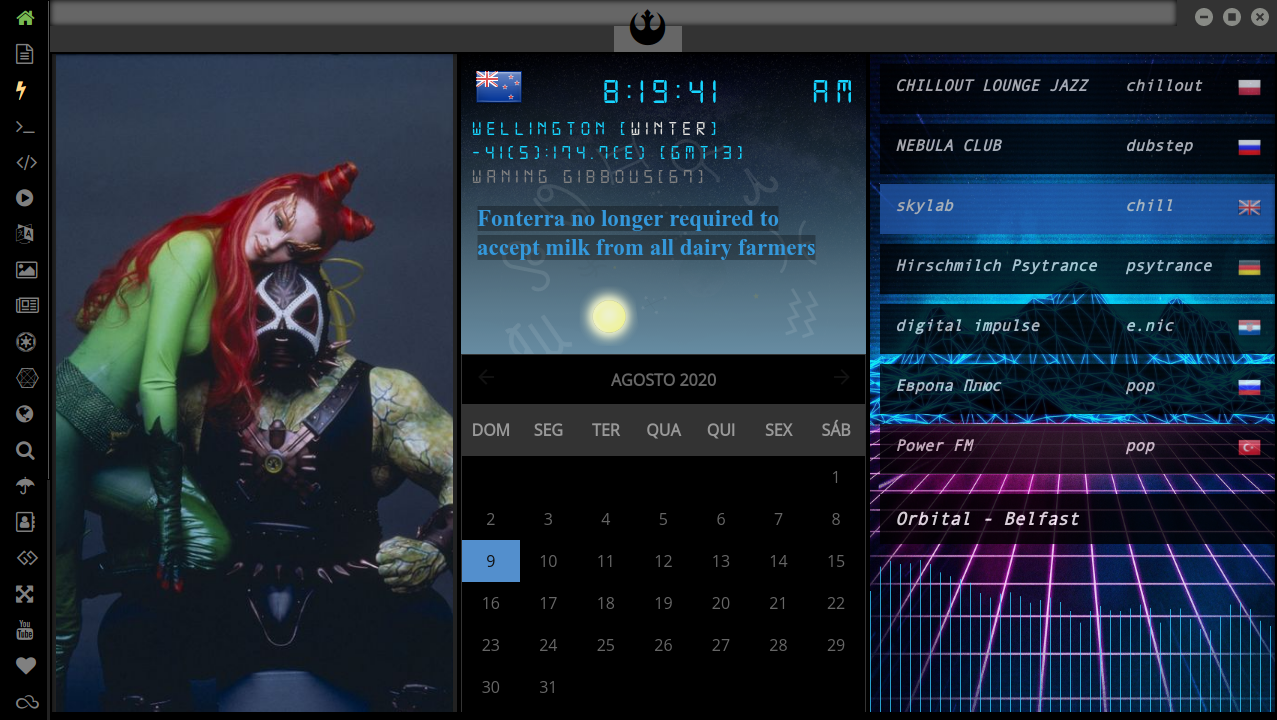 8:19:41 AM
WELLINGTON (WINTER)
-41(S):174.7(E) (GMT13)
WANING GIBBOUS(67)
Fonterra no longer required to
accept milk from all dairy farmers
AGOSTO 2020
DOM SEG TER QUA QUI SEX SÁB
1
2 3 4 5 6 7 8
9 10 11 12 13 14 15
16 17 18 19 20 21 22
23 24 25 26 27 28 29
30 31
CHILLOUT LOUNGE JAZZ chillout
NEBULA CLUB dubstep
skylab chill
Hirschmilch Psytrance psytrance
digital impulse e.nic
Европа Плюс pop
Power FM pop
Orbital - Belfast
You
Tube